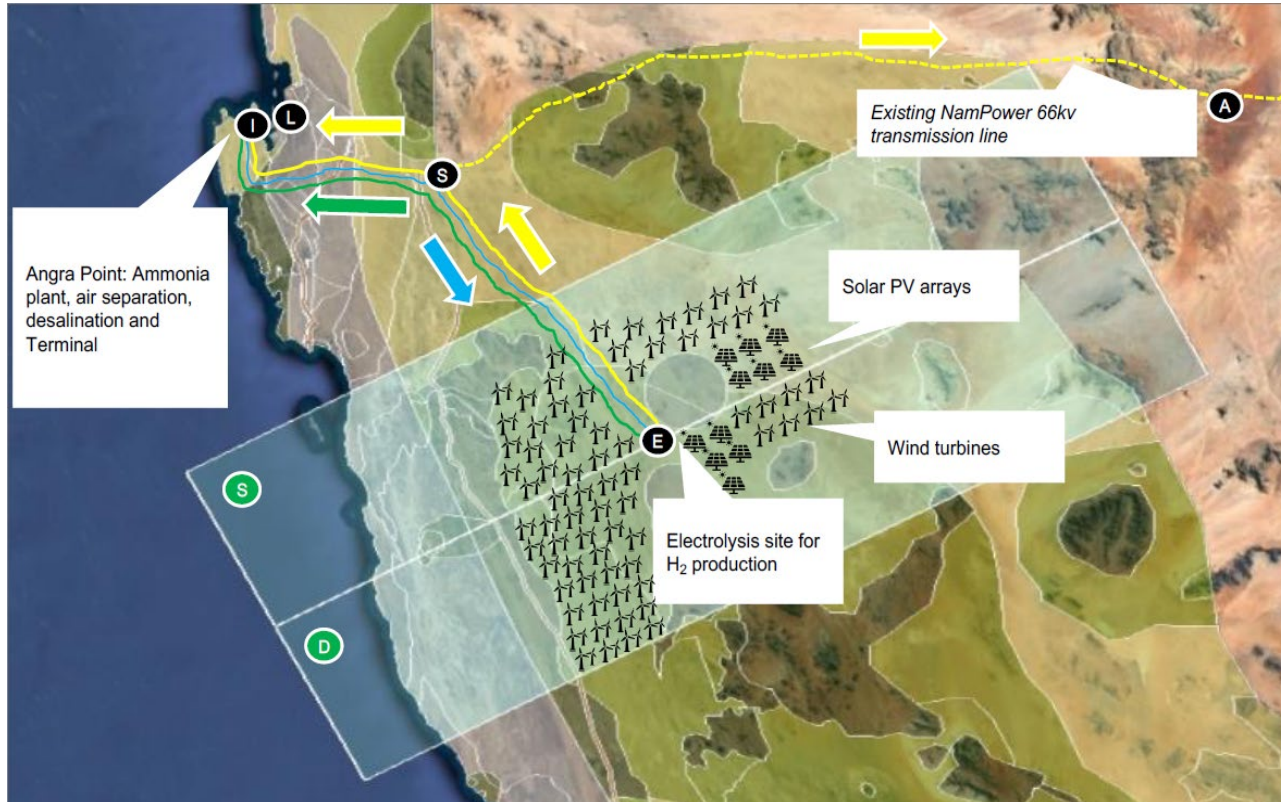 A
Existing NamPower 66kv
transmission line
I
L
S
Angra Point: Ammonia
plant, air separation,
desalination and
Terminal
Solar PV arrays
E
Wind turbines
S
Electrolysis site for
H₂ production
D